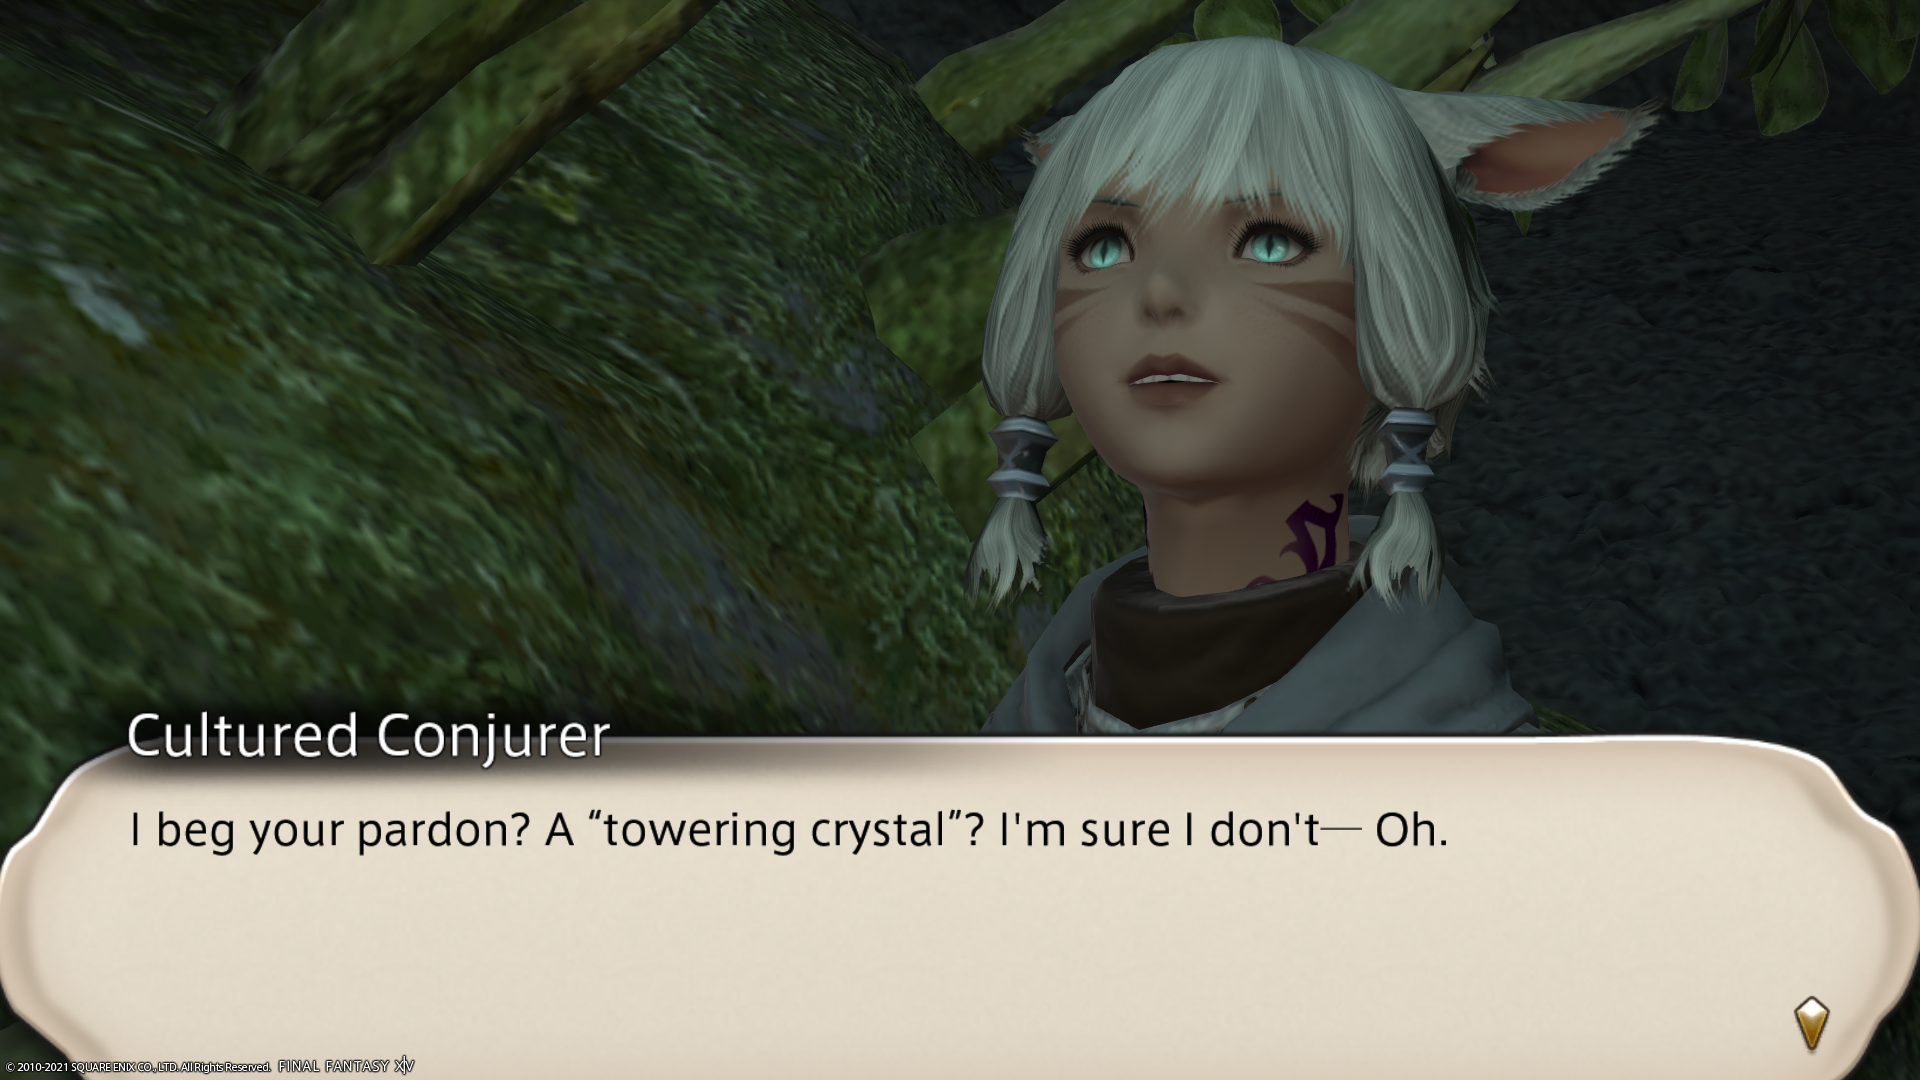 Cultured Conjurer
I beg your pardon? A “towering crystal”? I'm sure I don't— Oh.
© 2010-2021 SQUARE ENIX CO., LTD. All Rights Reserved. FINAL FANTASY XIV